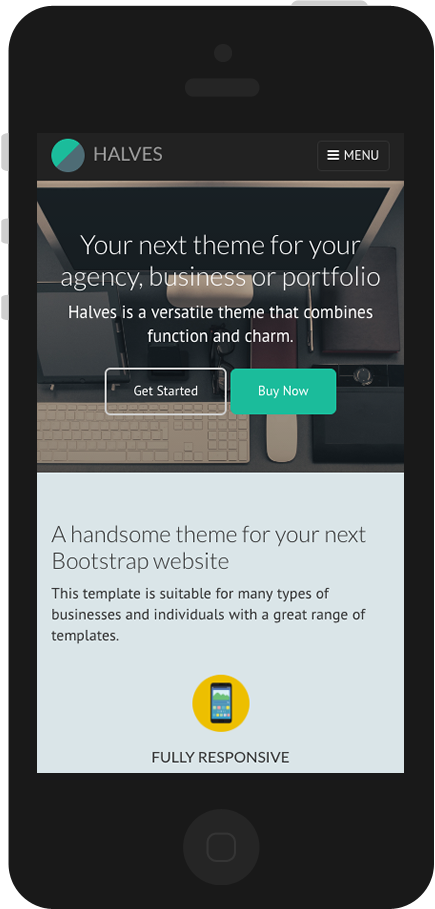 HALVES
MENU
Your next theme for your
agency, business or portfolio
Halves is a versatile theme that combines
function and charm.
Get Started
Buy Now
A handsome theme for your next
Bootstrap website
This template is suitable for many types of
businesses and individuals with a great range of
templates.
FULLY RESPONSIVE